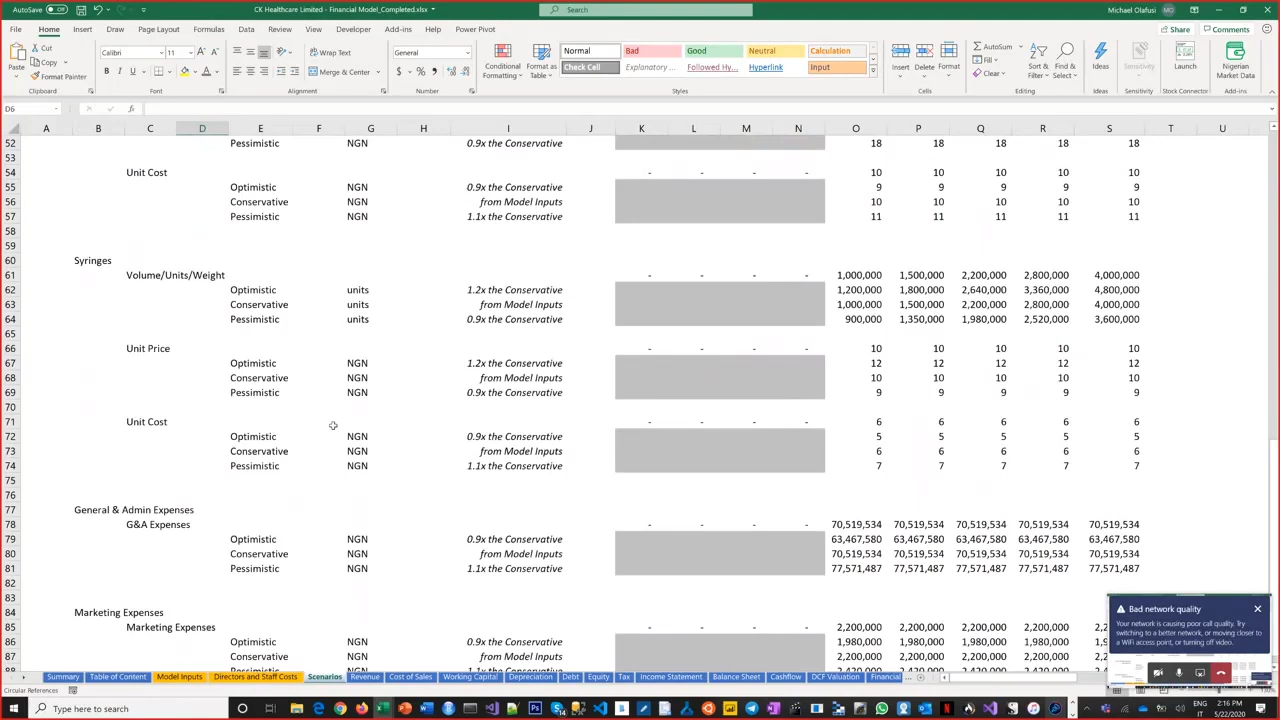 AutoSave Off CK Healthcare Limited - Financial Model_Completed.xlsx Search Michael Olafusi MO
File Home Insert Draw Page Layout Formulas Data Review View Developer Add-ins Help Power Pivot Share Comments
Paste Cut Copy Format Painter Calibri 11 Wrap Text Merge & Center General Conditional Formatting Format as Table Normal Bad Good Neutral Calculation Check Cell Explanatory ... Followed Hy... Hyperlink Input Insert Delete Format AutoSum Fill Clear Sort & Filter Find & Select Ideas Sensitivity Launch Nigerian Market Data
Clipboard Font Alignment Number Styles Cells Editing Ideas Sensitivity Stock Connector Add-ins
D6 fx
A B C D E F G H I J K L M N O P Q R S T U
52 Pessimistic NGN 0.9x the Conservative 18 18 18 18 18
53
54 Unit Cost - - - - 10 10 10 10 10
55 Optimistic NGN 0.9x the Conservative 9 9 9 9 9
56 Conservative NGN from Model Inputs 10 10 10 10 10
57 Pessimistic NGN 1.1x the Conservative 11 11 11 11 11
58
59
60 Syringes
61 Volume/Units/Weight - - - - 1,000,000 1,500,000 2,200,000 2,800,000 4,000,000
62 Optimistic units 1.2x the Conservative 1,200,000 1,800,000 2,640,000 3,360,000 4,800,000
63 Conservative units from Model Inputs 1,000,000 1,500,000 2,200,000 2,800,000 4,000,000
64 Pessimistic units 0.9x the Conservative 900,000 1,350,000 1,980,000 2,520,000 3,600,000
65
66 Unit Price - - - - 10 10 10 10 10
67 Optimistic NGN 1.2x the Conservative 12 12 12 12 12
68 Conservative NGN from Model Inputs 10 10 10 10 10
69 Pessimistic NGN 0.9x the Conservative 9 9 9 9 9
70
71 Unit Cost - - - - 6 6 6 6 6
72 Optimistic NGN 0.9x the Conservative 5 5 5 5 5
73 Conservative NGN from Model Inputs 6 6 6 6 6
74 Pessimistic NGN 1.1x the Conservative 7 7 7 7 7
75
76
77 General & Admin Expenses
78 G&A Expenses - - - - 70,519,534 70,519,534 70,519,534 70,519,534 70,519,534
79 Optimistic NGN 0.9x the Conservative 63,467,580 63,467,580 63,467,580 63,467,580 63,467,580
80 Conservative NGN from Model Inputs 70,519,534 70,519,534 70,519,534 70,519,534 70,519,534
81 Pessimistic NGN 1.1x the Conservative 77,571,487 77,571,487 77,571,487 77,571,487 77,571,487
82
83
84 Marketing Expenses
85 Marketing Expenses - - - - 2,200,000 2,200,000 2,200,000 2,200,000
86 Optimistic NGN 0.9x the Conservative 1,980,000 1,980,000 1,980,000 1,980,000
87 Conservative NGN from Model Inputs 2,200,000 2,200,000 2,200,000 2,200,000
Bad network quality
Your network is causing poor call quality. Try
switching to a better network, or moving closer to
a WiFi access point, or turning off video.
Summary Table of Content Model Inputs Directors and Staff Costs Scenarios Revenue Cost of Sales Working Capital Depreciation Debt Equity Tax Income Statement Balance Sheet Cashflow DCF Valuation Financial ...
Circular References
Type here to search ENG 2:16 PM
IT 5/22/2020